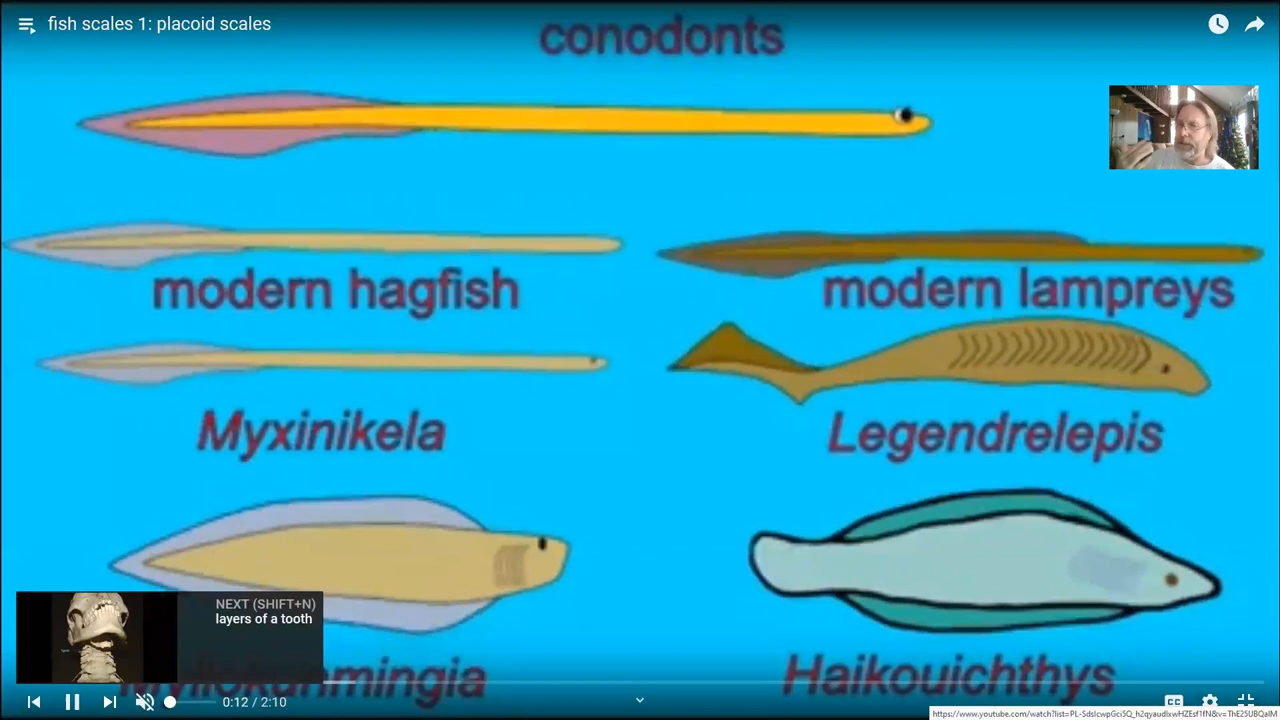 fish scales 1: placoid scales
conodonts
modern hagfish
modern lampreys
Myxinikela
Legendrelepis
NEXT (SHIFT+N)
layers of a tooth
Haikouichthys
0:12 / 2:10
CC